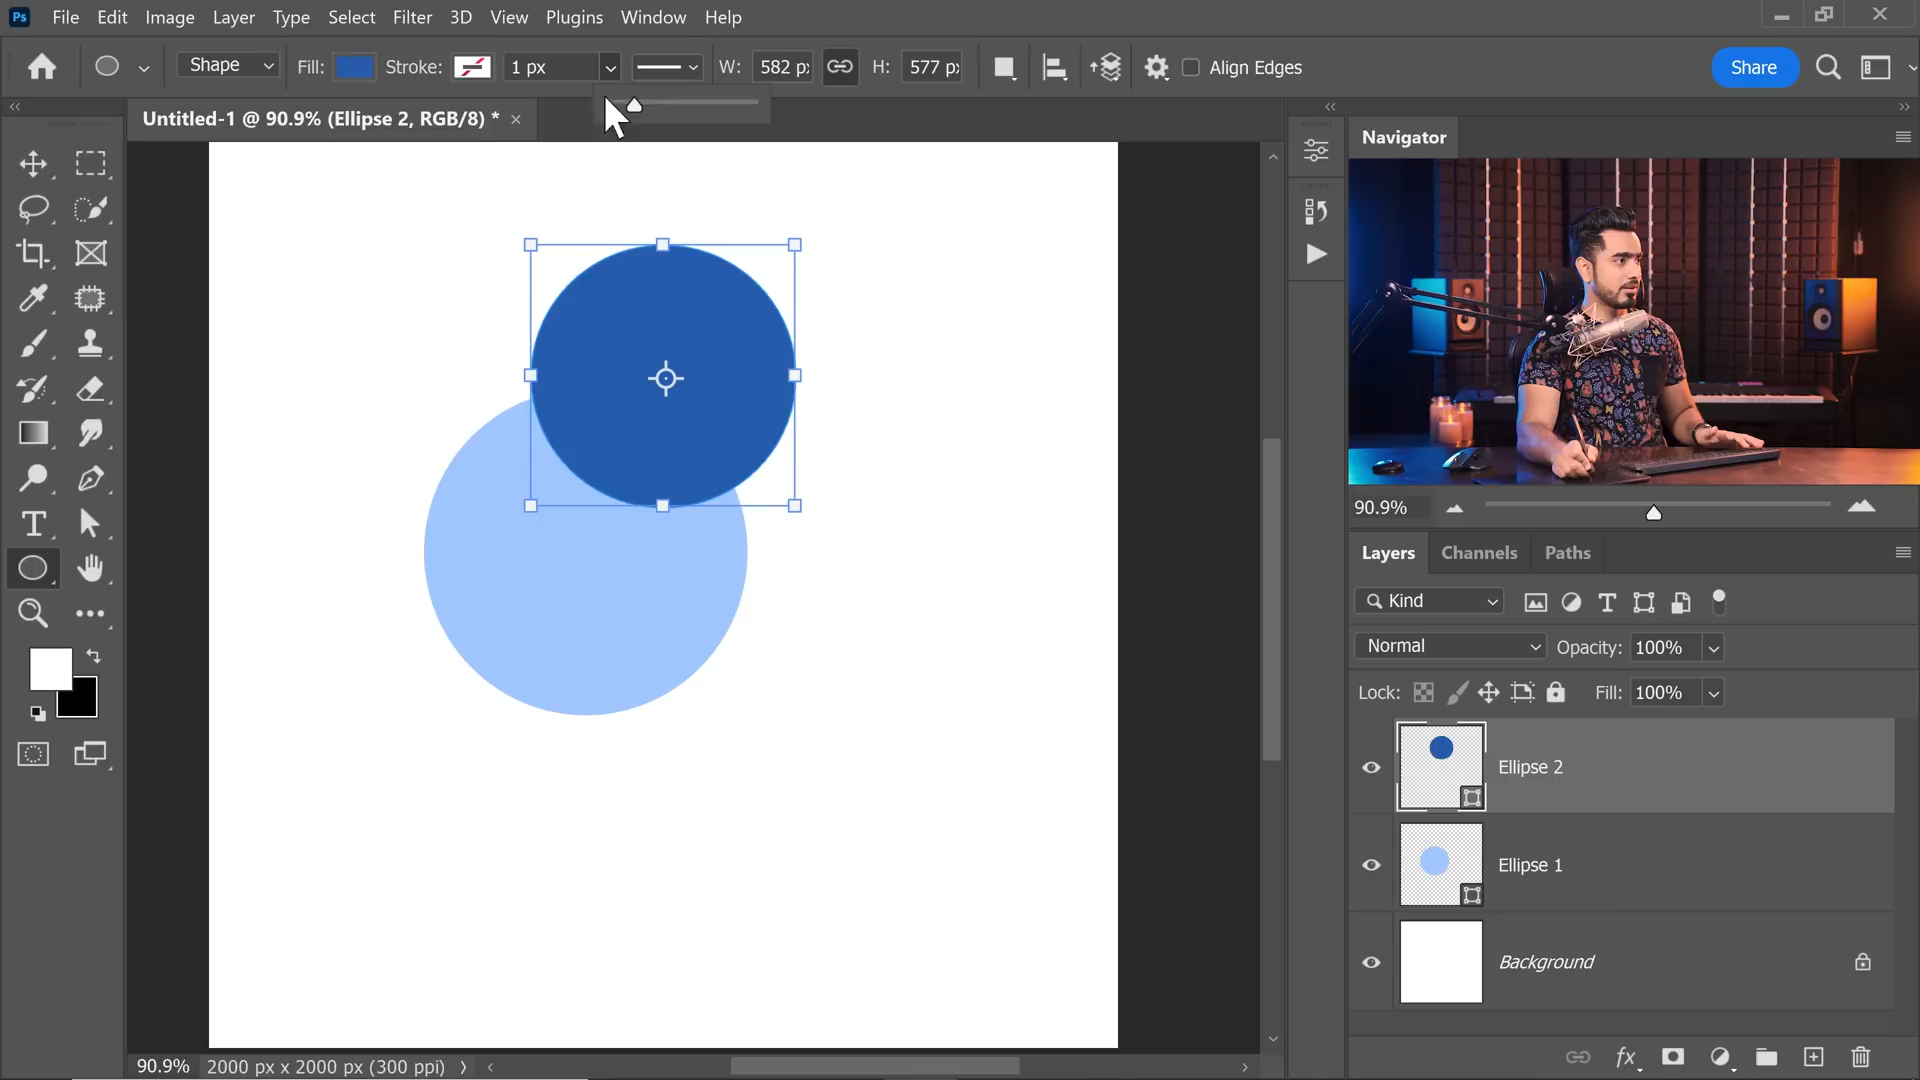 Ps File Edit Image Layer Type Select Filter 3D View Plugins Window Help
Shape Fill: Stroke: 1 px W: 582 p H: 577 px Align Edges Share
Untitled-1 @ 90.9% (Ellipse 2, RGB/8) * ×
Navigator
90.9%
Layers Channels Paths
Kind
Normal Opacity: 100%
Lock: Fill: 100%
Ellipse 2
Ellipse 1
Background
fx
90.9% 2000 px x 2000 px (300 ppi)